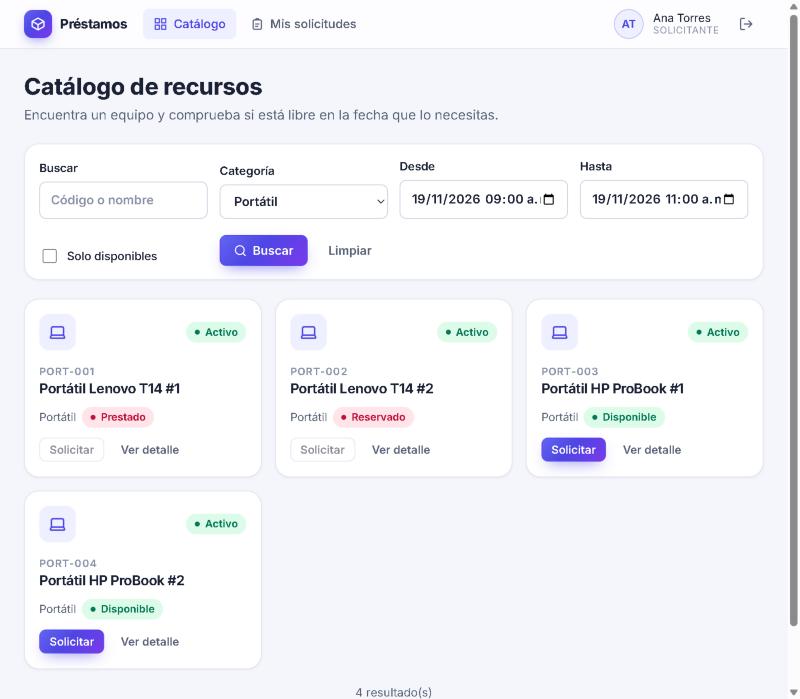 Préstamos
Catálogo
Mis solicitudes
AT
Ana Torres
SOLICITANTE
Catálogo de recursos
Encuentra un equipo y comprueba si está libre en la fecha que lo necesitas.
Buscar
Código o nombre
Categoría
Portátil
Desde
19/11/2026 09:00 a.
Hasta
19/11/2026 11:00 a. n
Solo disponibles
Buscar
Limpiar
Activo
PORT-001
Portátil Lenovo T14 #1
Portátil
Prestado
Solicitar
Ver detalle
Activo
PORT-002
Portátil Lenovo T14 #2
Portátil
Reservado
Solicitar
Ver detalle
Activo
PORT-003
Portátil HP ProBook #1
Portátil
Disponible
Solicitar
Ver detalle
Activo
PORT-004
Portátil HP ProBook #2
Portátil
Disponible
Solicitar
Ver detalle
4 resultado(s)